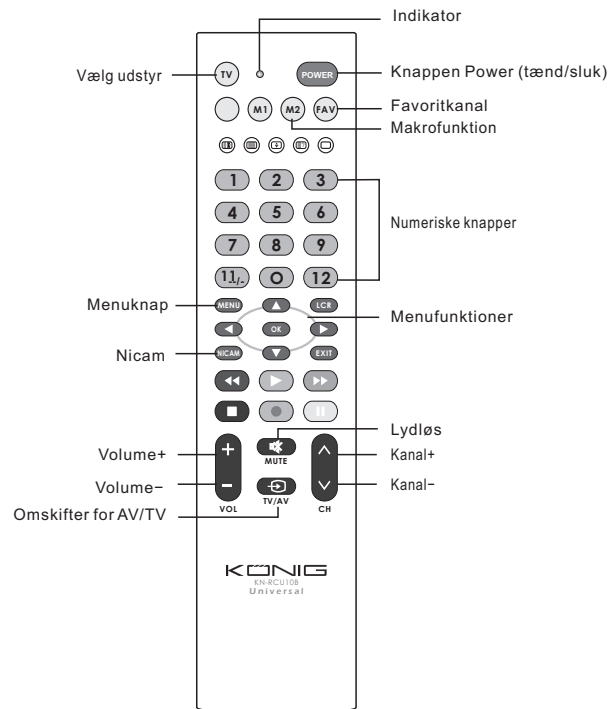 Indikator
Vælg udstyr
TV
POWER
Knappen Power (tænd/sluk)
M1
M2
FAV
Favoritkanal
Makrofunktion
1 2 3
4 5 6
Numeriske knapper
7 8 9
11/- 0 12
Menuknap
MENU
LCR
OK
Menufunktioner
Nicam
NICAM
EXIT
Lydløs
Volume+
+
MUTE
Kanal+
Volume−
−
Kanal−
VOL
TV/AV
CH
Omskifter for AV/TV
KÖNIG
KN-RCU10B
Universal